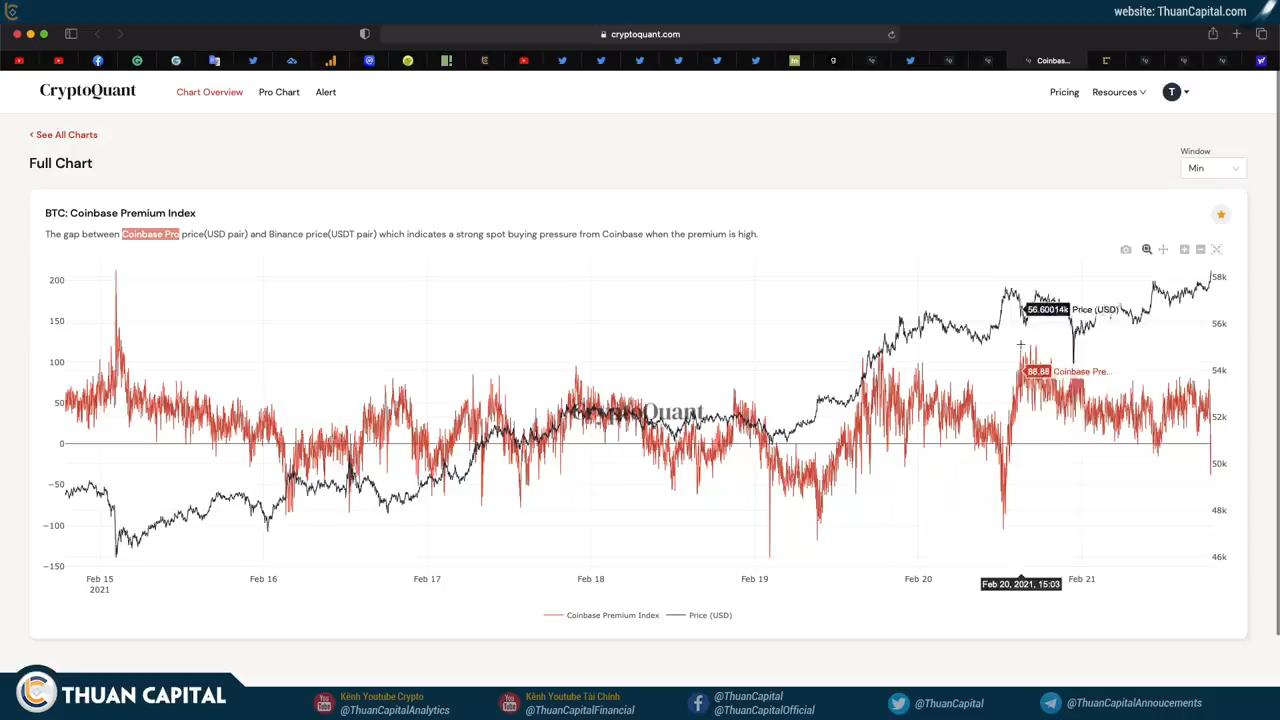 website: ThuanCapital.com
cryptoquant.com
Coinbas...
CryptoQuant
Chart Overview
Pro Chart
Alert
Pricing
Resources
T
< See All Charts
Full Chart
Window
Min
BTC: Coinbase Premium Index
The gap between Coinbase Pro price(USD pair) and Binance price(USDT pair) which indicates a strong spot buying pressure from Coinbase when the premium is high.
200
150
100
50
0
−50
−100
−150
58k
56k
54k
52k
50k
48k
46k
56.60014k Price (USD)
88.88 Coinbase Pre...
CryptoQuant
Feb 15
2021
Feb 16
Feb 17
Feb 18
Feb 19
Feb 20
Feb 20, 2021, 15:03
Feb 21
Coinbase Premium Index
Price (USD)
THUAN CAPITAL
Kênh Youtube Crypto
@ThuanCapitalAnalytics
Kênh Youtube Tài Chính
@ThuanCapitalFinancial
@ThuanCapital
@ThuanCapitalOfficial
@ThuanCapital
@ThuanCapitalAnnoucements